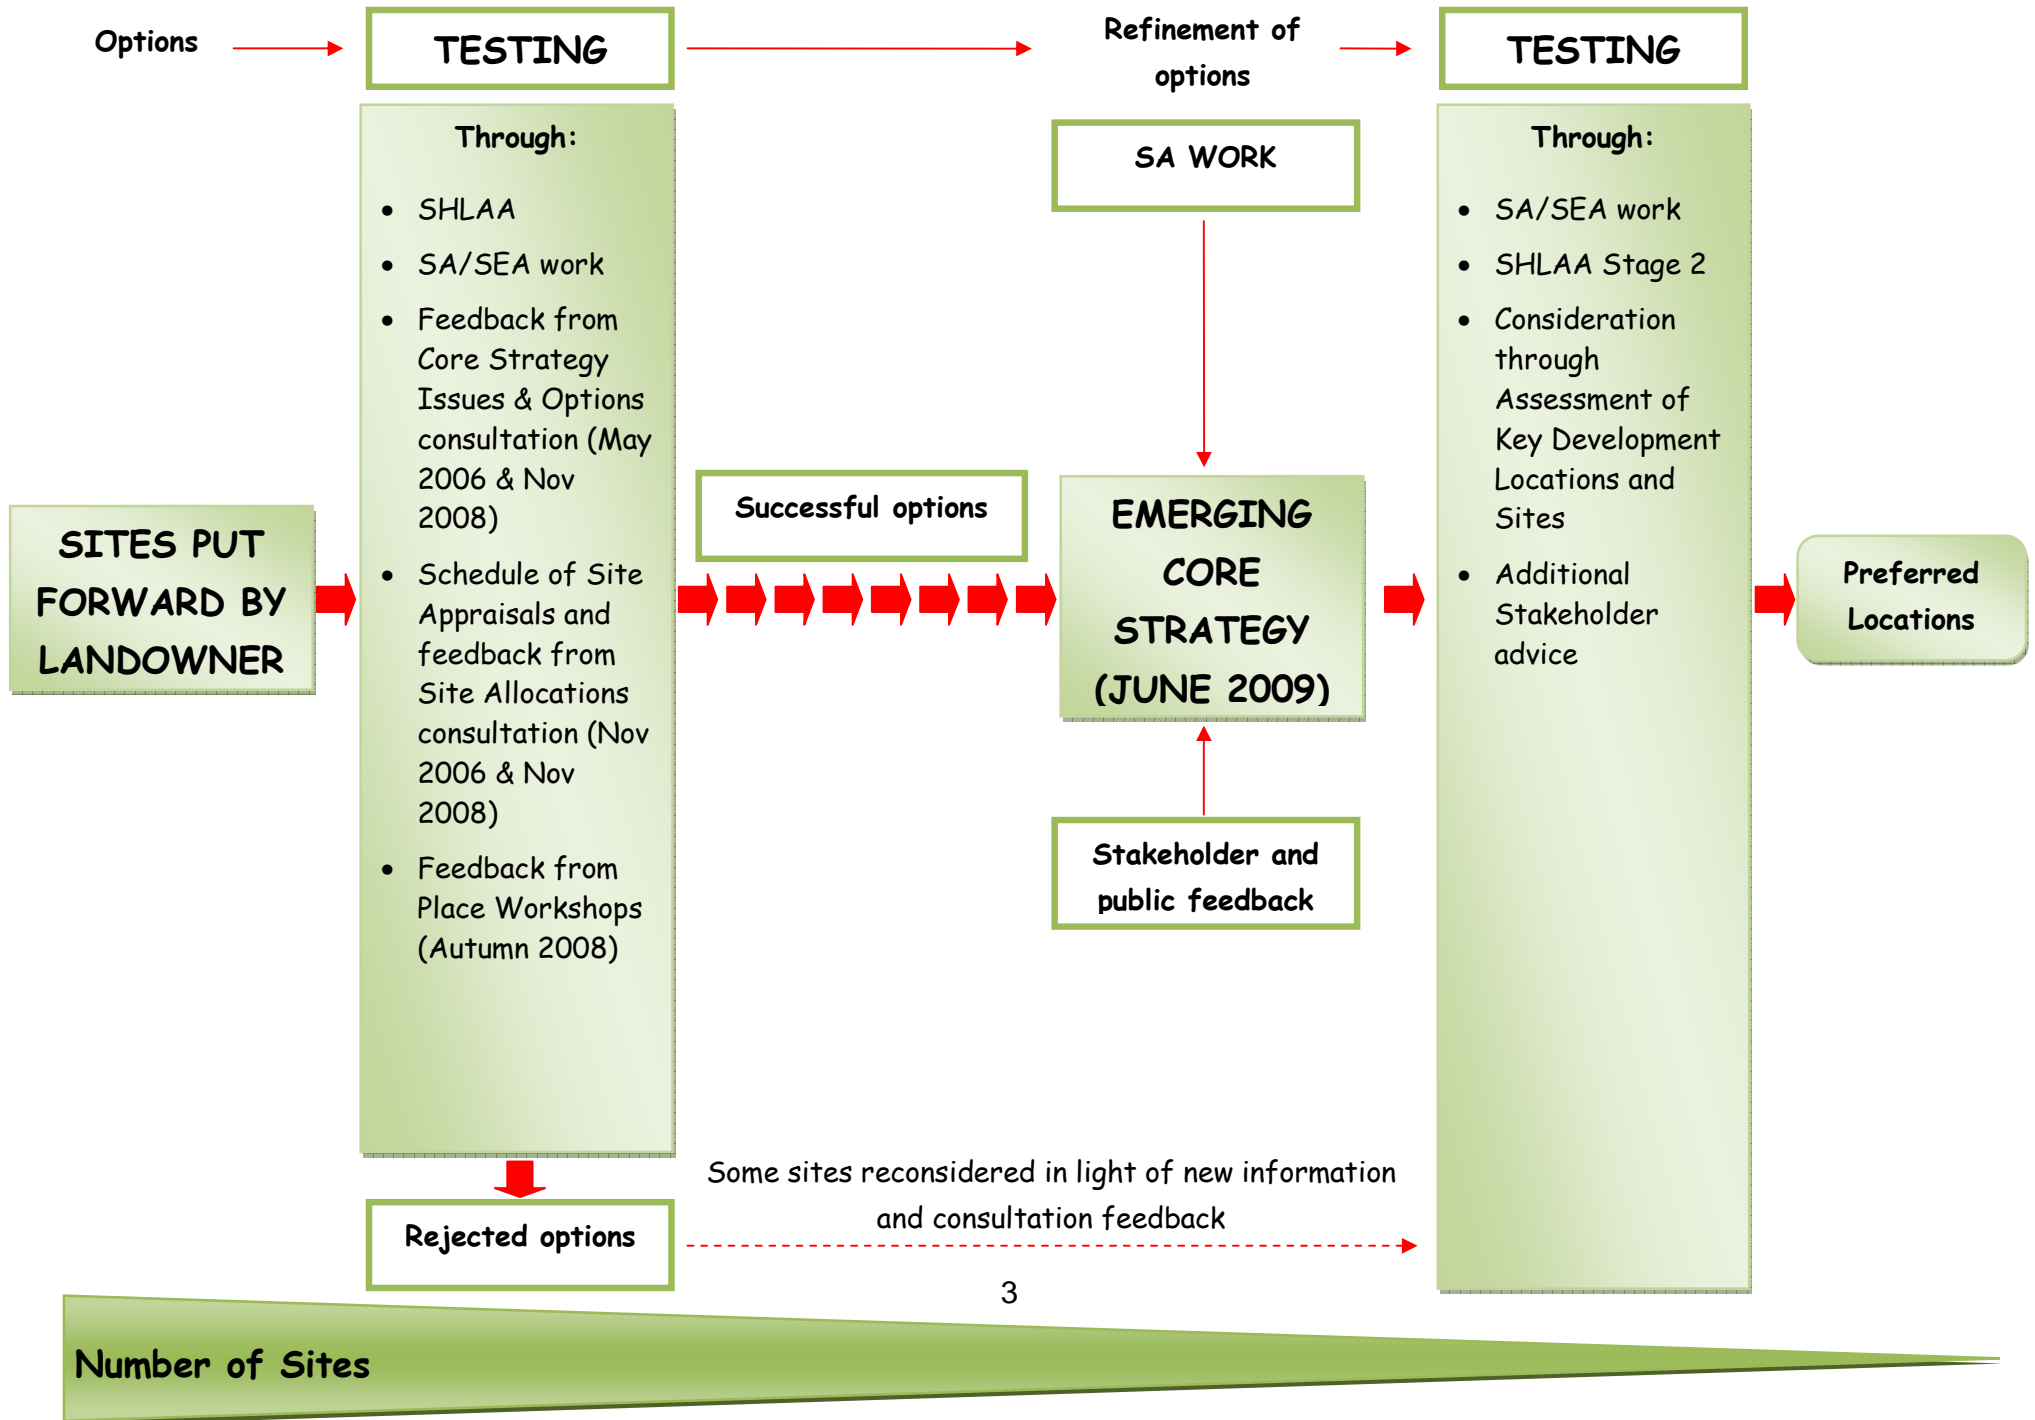 Options
TESTING
Refinement of
options
TESTING
Through:
• SHLAA
• SA/SEA work
• Feedback from
Core Strategy
Issues & Options
consultation (May
2006 & Nov
2008)
• Schedule of Site
Appraisals and
feedback from
Site Allocations
consultation (Nov
2006 & Nov
2008)
• Feedback from
Place Workshops
(Autumn 2008)
SA WORK
Through:
• SA/SEA work
• SHLAA Stage 2
• Consideration
through
Assessment of
Key Development
Locations and
Sites
• Additional
Stakeholder
advice
SITES PUT
FORWARD BY
LANDOWNER
Successful options
EMERGING
CORE
STRATEGY
(JUNE 2009)
Preferred
Locations
Stakeholder and
public feedback
Some sites reconsidered in light of new information
and consultation feedback
Rejected options
3
Number of Sites